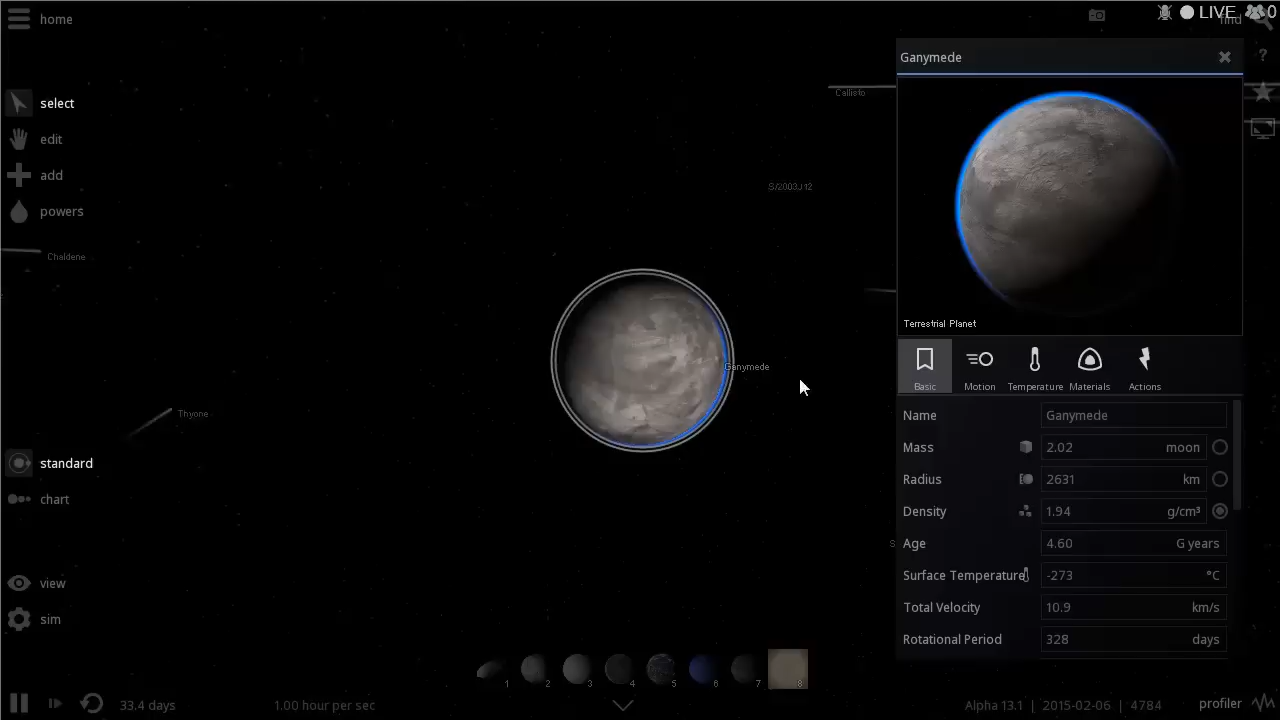 home
LIVE 0
find
Ganymede
select
Callisto
edit
add
S/2003J12
powers
Chaldene
Terrestrial Planet
Ganymede
Basic Motion Temperature Materials Actions
Thyone
Name Ganymede
Mass 2.02 moon
standard
Radius 2631 km
chart
Density 1.94 g/cm³
S
Age 4.60 G years
Surface Temperature -273 °C
view
Total Velocity 10.9 km/s
sim
Rotational Period 328 days
1 2 3 4 5 6 7 8
33.4 days
1.00 hour per sec
Alpha 13.1 | 2015-02-06 | 4784
profiler